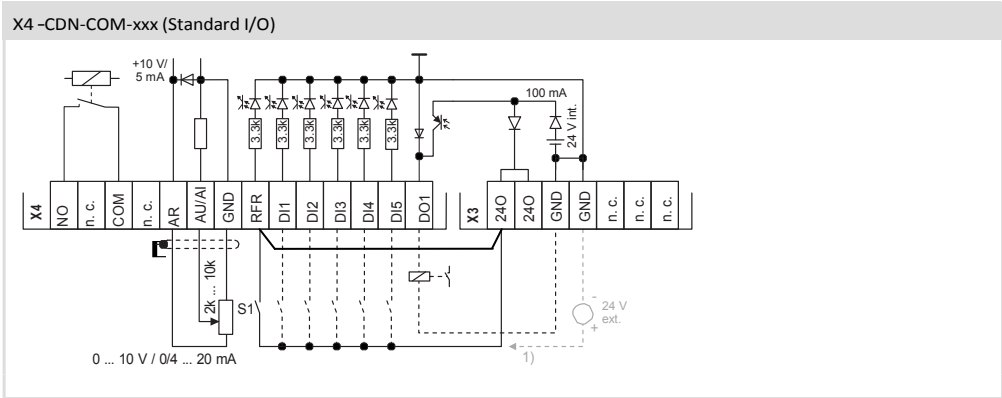 X4 –CDN-COM-xxx (Standard I/O)
+10 V/
5 mA
100 mA
3.3k
3.3k
3.3k
3.3k
3.3k
3.3k
24 V int.
X4
NO
n. c.
COM
n. c.
AR
AU/AI
GND
RFR
DI1
DI2
DI3
DI4
DI5
DO1
X3
24O
24O
GND
GND
n. c.
n. c.
n. c.
2k ... 10k
S1
24 V
ext.
-
+
1)
0 ... 10 V / 0/4 ... 20 mA